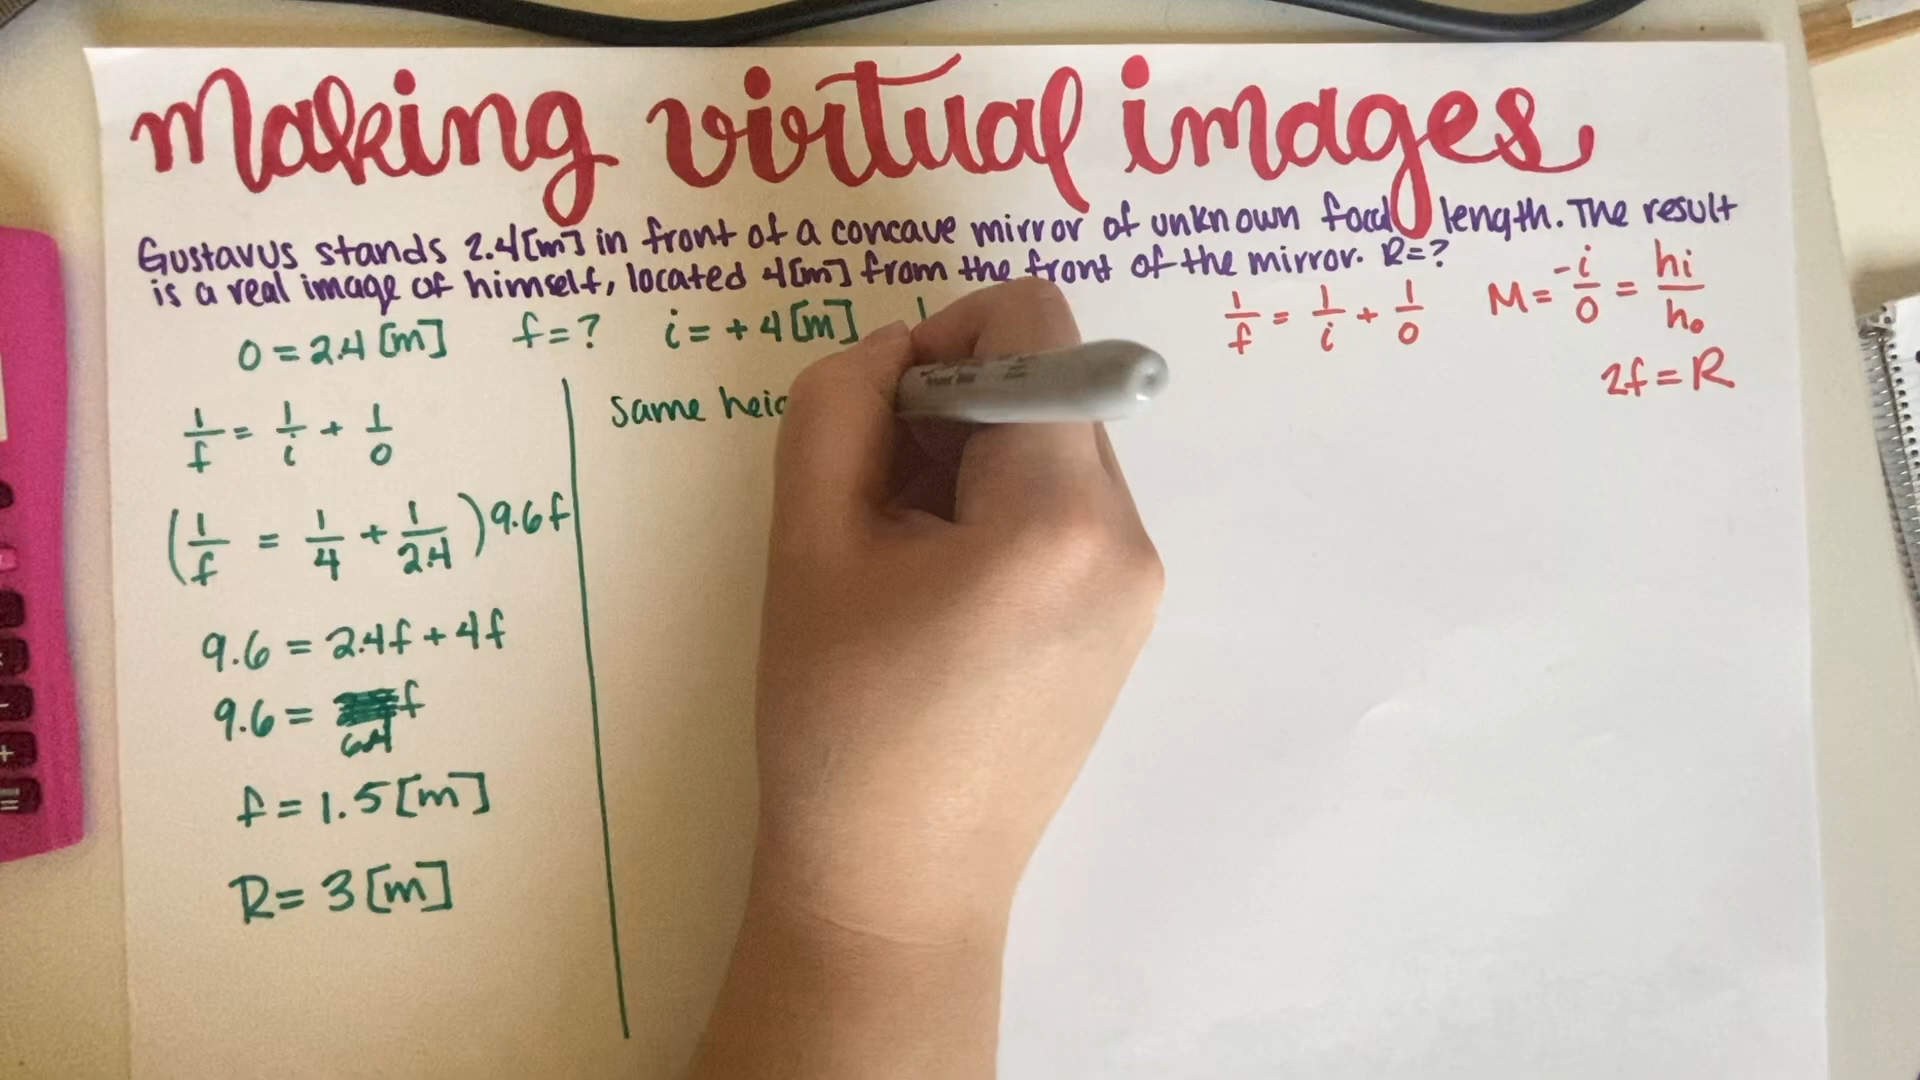 Making virtual images
Gustavus stands 2.4[m] in front of a concave mirror of unknown focal length. The result
is a real image of himself, located 4[m] from the front of the mirror. R=?
o = 2.4 [m] f = ? i = + 4 [m]
1/f = 1/i + 1/o M = -i/o = hi/ho
2f = R
1/f = 1/i + 1/o
same
(1/f = 1/4 + 1/2.4) 9.6f
9.6 = 2.4f + 4f
9.6 = 6.4 f
f = 1.5 [m]
R = 3 [m]